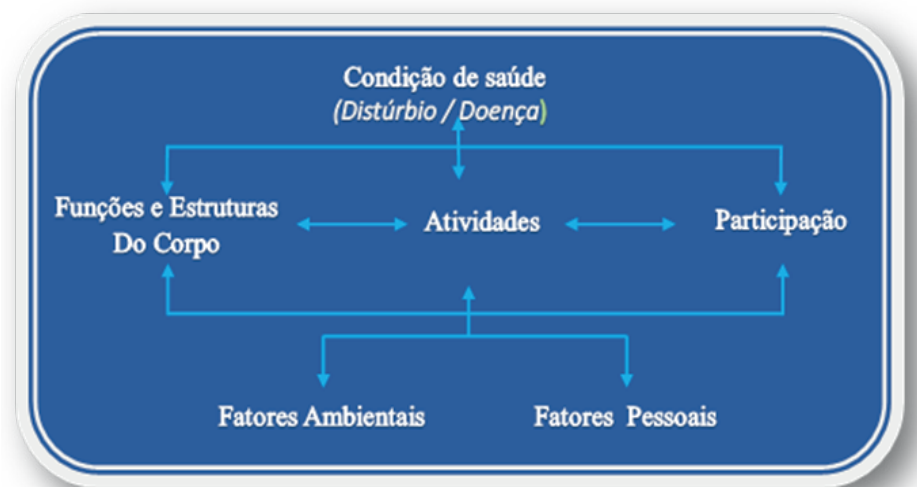 Condição de saúde
(Distúrbio / Doença)
Funções e Estruturas
Do Corpo
Atividades
Participação
Fatores Ambientais
Fatores Pessoais